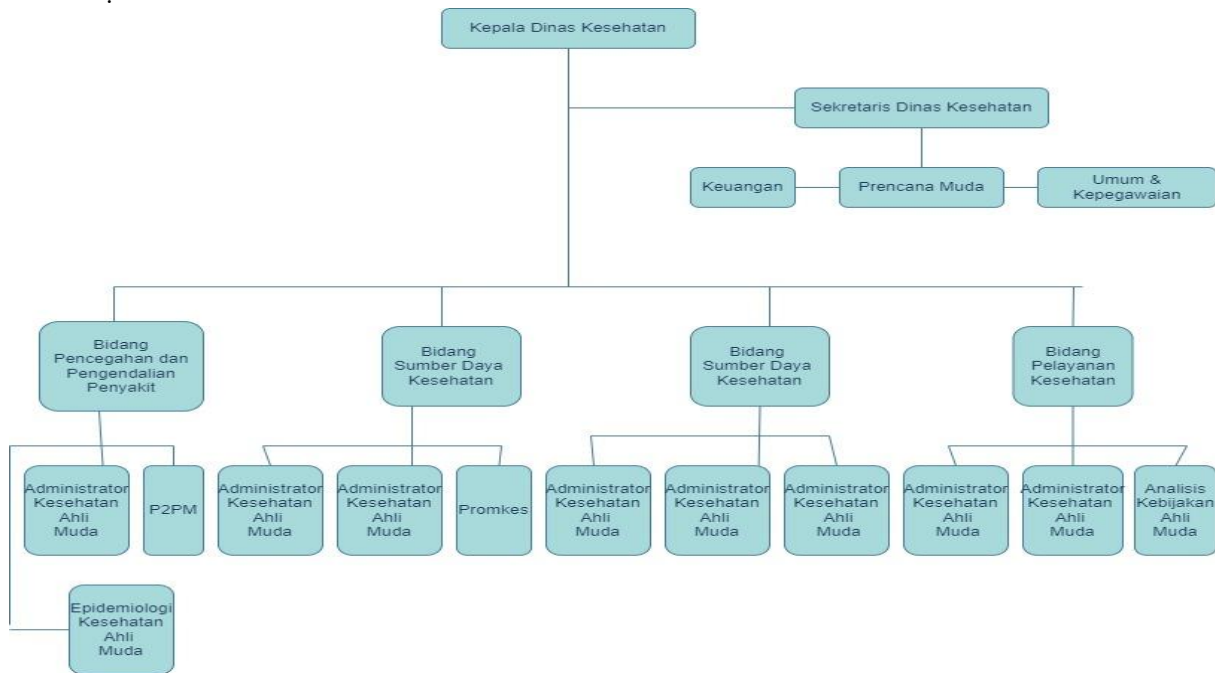 Kepala Dinas Kesehatan
Sekretaris Dinas Kesehatan
Keuangan
Prencana Muda
Umum &
Kepegawaian
Bidang
Pencegahan dan
Pengendalian
Penyakit
Bidang
Sumber Daya
Kesehatan
Bidang
Sumber Daya
Kesehatan
Bidang
Pelayanan
Kesehatan
Administrator
Kesehatan
Ahli
Muda
P2PM
Administrator
Kesehatan
Ahli
Muda
Administrator
Kesehatan
Ahli
Muda
Promkes
Administrator
Kesehatan
Ahli
Muda
Administrator
Kesehatan
Ahli
Muda
Administrator
Kesehatan
Ahli
Muda
Administrator
Kesehatan
Ahli
Muda
Administrator
Kesehatan
Ahli
Muda
Analisis
Kebijakan
Ahli
Muda
Epidemiologi
Kesehatan
Ahli
Muda